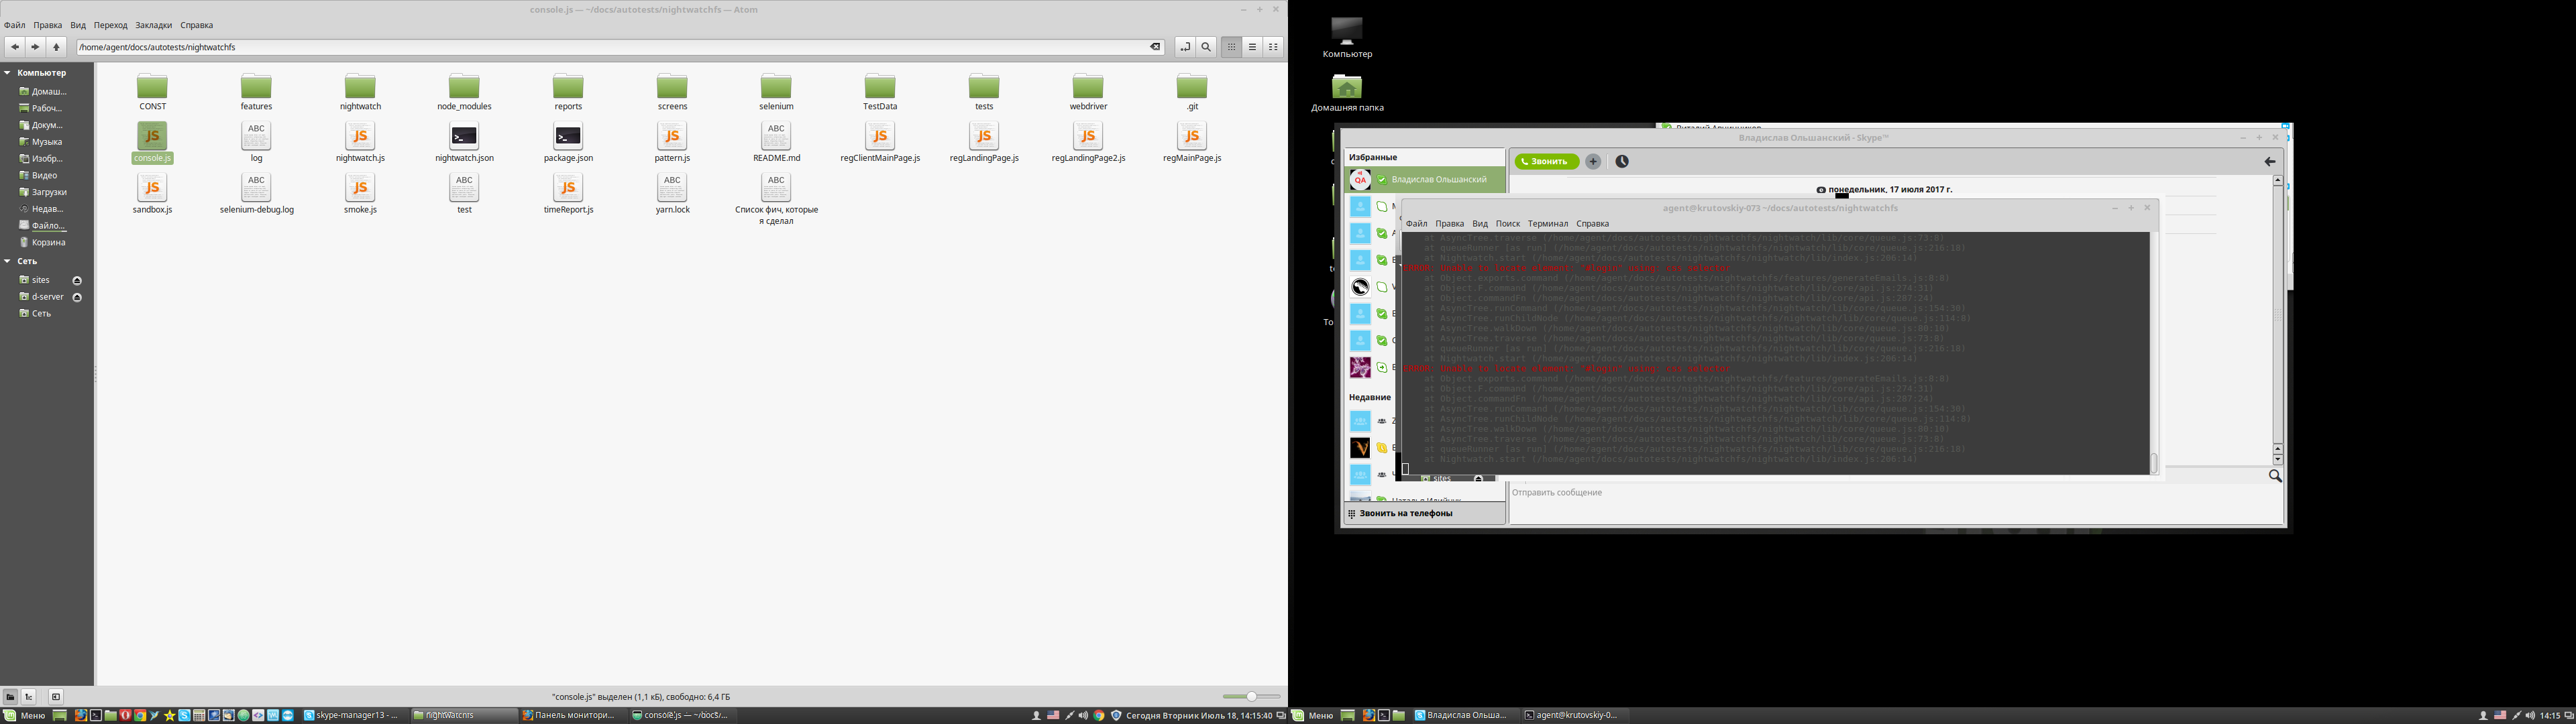 console.js — ~/docs/autotests/nightwatchfs — Atom
Файл Правка Вид Переход Закладки Справка
/home/agent/docs/autotests/nightwatchfs
Компьютер
Домаш...
Рабоч...
Докум...
Музыка
Изобр...
Видео
Загрузки
Недав...
Файло...
Корзина
Сеть
sites
d-server
Сеть
CONST features nightwatch node_modules reports screens selenium TestData tests webdriver .git
console.js log nightwatch.js nightwatch.json package.json pattern.js README.md regClientMainPage.js regLandingPage.js regLandingPage2.js regMainPage.js
sandbox.js selenium-debug.log smoke.js test timeReport.js yarn.lock Список фич, которые
я сделал
"console.js" выделен (1,1 кБ), свободно: 6,4 ГБ
Меню skype-manager13 - ... nightwatchfs Панель монитори... console.js — ~/docs/... Сегодня Вторник Июль 18, 14:15:40
Компьютер
Домашняя папка
Владислав Ольшанский - Skype™
Избранные
Владислав Ольшанский
Звонить
понедельник, 17 июля 2017 г.
agent@krutovskiy-073 ~/docs/autotests/nightwatchfs
Файл Правка Вид Поиск Терминал Справка
at AsyncTree.traverse (/home/agent/docs/autotests/nightwatchfs/nightwatch/lib/core/queue.js:73:8)
at queueRunner [as run] (/home/agent/docs/autotests/nightwatchfs/nightwatch/lib/core/queue.js:216:18)
at Nightwatch.start (/home/agent/docs/autotests/nightwatchfs/nightwatch/lib/index.js:206:14)
at Object.exports.command (/home/agent/docs/autotests/nightwatchfs/features/generateEmails.js:8:8)
at Object.F.command (/home/agent/docs/autotests/nightwatchfs/nightwatch/lib/core/api.js:274:31)
at Object.commandFn (/home/agent/docs/autotests/nightwatchfs/nightwatch/lib/core/api.js:287:24)
at AsyncTree.runCommand (/home/agent/docs/autotests/nightwatchfs/nightwatch/lib/core/queue.js:154:30)
at AsyncTree.runChildNode (/home/agent/docs/autotests/nightwatchfs/nightwatch/lib/core/queue.js:114:8)
at AsyncTree.walkDown (/home/agent/docs/autotests/nightwatchfs/nightwatch/lib/core/queue.js:80:10)
at AsyncTree.traverse (/home/agent/docs/autotests/nightwatchfs/nightwatch/lib/core/queue.js:73:8)
at queueRunner [as run] (/home/agent/docs/autotests/nightwatchfs/nightwatch/lib/core/queue.js:216:18)
at Nightwatch.start (/home/agent/docs/autotests/nightwatchfs/nightwatch/lib/index.js:206:14)
at Object.exports.command (/home/agent/docs/autotests/nightwatchfs/features/generateEmails.js:8:8)
at Object.F.command (/home/agent/docs/autotests/nightwatchfs/nightwatch/lib/core/api.js:274:31)
at Object.commandFn (/home/agent/docs/autotests/nightwatchfs/nightwatch/lib/core/api.js:287:24)
at AsyncTree.runCommand (/home/agent/docs/autotests/nightwatchfs/nightwatch/lib/core/queue.js:154:30)
at AsyncTree.runChildNode (/home/agent/docs/autotests/nightwatchfs/nightwatch/lib/core/queue.js:114:8)
at AsyncTree.walkDown (/home/agent/docs/autotests/nightwatchfs/nightwatch/lib/core/queue.js:80:10)
at AsyncTree.traverse (/home/agent/docs/autotests/nightwatchfs/nightwatch/lib/core/queue.js:73:8)
at queueRunner [as run] (/home/agent/docs/autotests/nightwatchfs/nightwatch/lib/core/queue.js:216:18)
at Nightwatch.start (/home/agent/docs/autotests/nightwatchfs/nightwatch/lib/index.js:206:14)
Недавние
sites
Отправить сообщение
Звонить на телефоны
Меню Владислав Ольша... agent@krutovskiy-0... 14:15